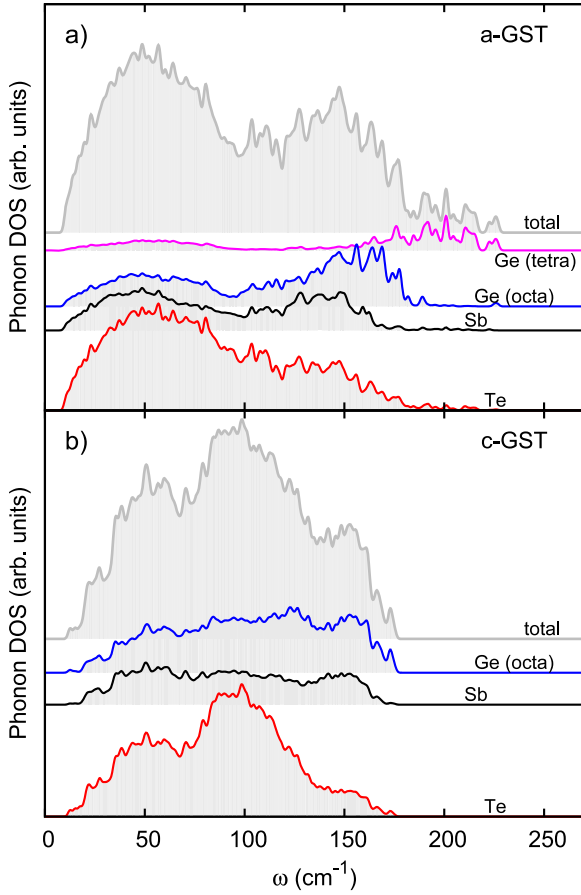 a)
a-GST
Phonon DOS (arb. units)
total
Ge (tetra)
Ge (octa)
Sb
Te
b)
c-GST
Phonon DOS (arb. units)
total
Ge (octa)
Sb
Te
0 50 100 150 200 250
ω (cm⁻¹)